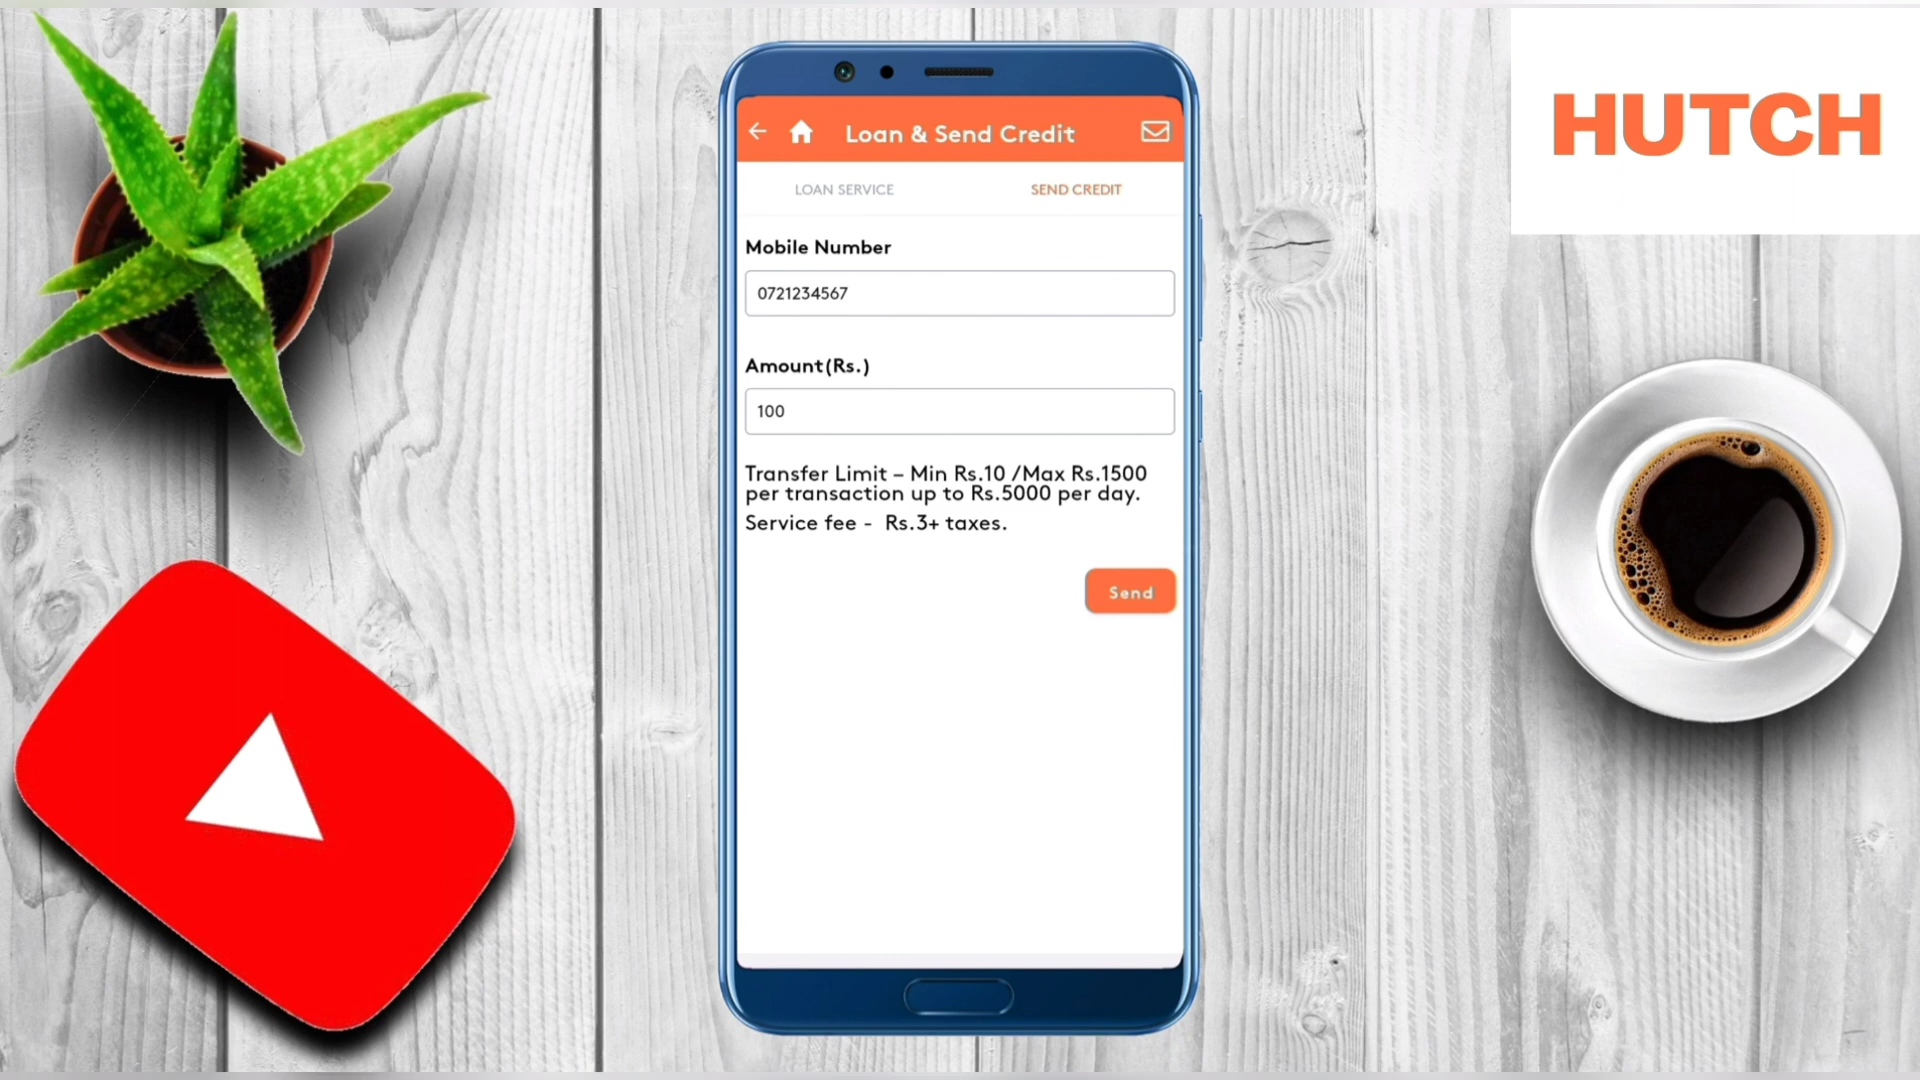 HUTCH
Loan & Send Credit
LOAN SERVICE
SEND CREDIT
Mobile Number
0721234567
Amount(Rs.)
100
Transfer Limit – Min Rs.10 /Max Rs.1500
per transaction up to Rs.5000 per day.
Service fee - Rs.3+ taxes.
Send